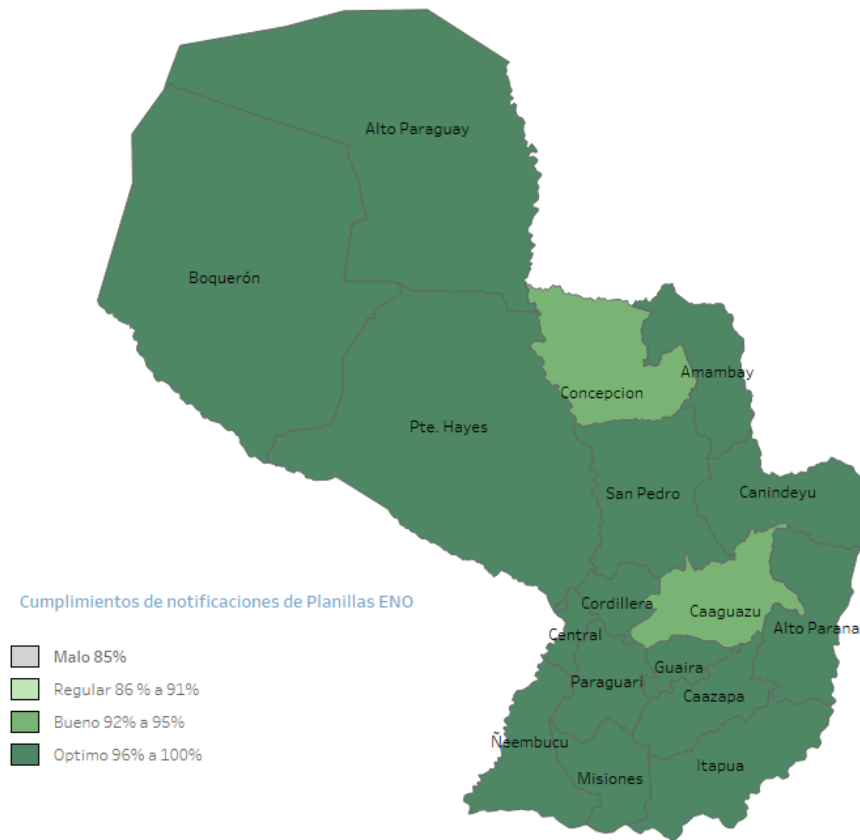 Alto Paraguay
Boquerón
Concepcion
Amambay
Pte. Hayes
San Pedro
Canindeyu
Cordillera
Caaguazu
Central
Alto Parana
Guaira
Paraguari
Caazapa
Ñeembucu
Itapua
Misiones
Cumplimientos de notificaciones de Planillas ENO
Malo 85%
Regular 86 % a 91%
Bueno 92% a 95%
Optimo 96% a 100%